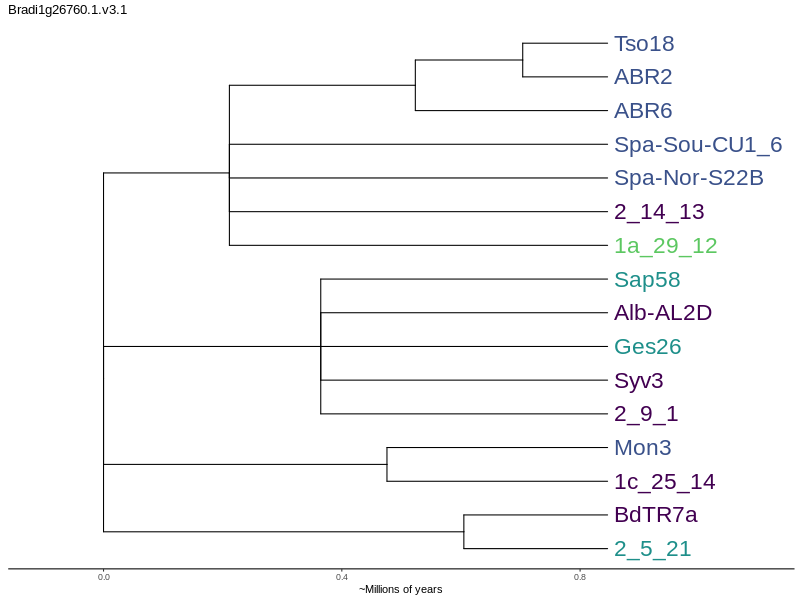 Bradi1g26760.1.v3.1
Tso18
ABR2
ABR6
Spa-Sou-CU1_6
Spa-Nor-S22B
2_14_13
1a_29_12
Sap58
Alb-AL2D
Ges26
Syv3
2_9_1
Mon3
1c_25_14
BdTR7a
2_5_21
0.0 0.4 0.8
~Millions of years